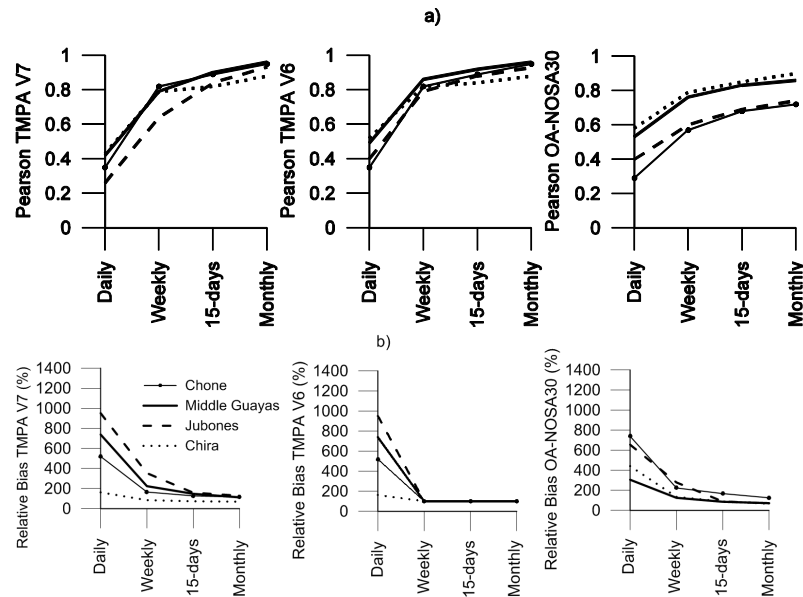 a)
Pearson TMPA V7
1
0.8
0.6
0.4
0.2
0
Daily
Weekly
15-days
Monthly
Pearson TMPA V6
1
0.8
0.6
0.4
0.2
0
Daily
Weekly
15-days
Monthly
Pearson OA-NOSA30
1
0.8
0.6
0.4
0.2
0
Daily
Weekly
15-days
Monthly
b)
Relative Bias TMPA V7 (%)
1400
1200
1000
800
600
400
200
0
Chone
Middle Guayas
Jubones
Chira
Daily
Weekly
15-days
Monthly
Relative Bias TMPA V6 (%)
1400
1200
1000
800
600
400
200
0
Daily
Weekly
15-days
Monthly
Relative Bias OA-NOSA30 (%)
1400
1200
1000
800
600
400
200
0
Daily
Weekly
15-days
Monthly